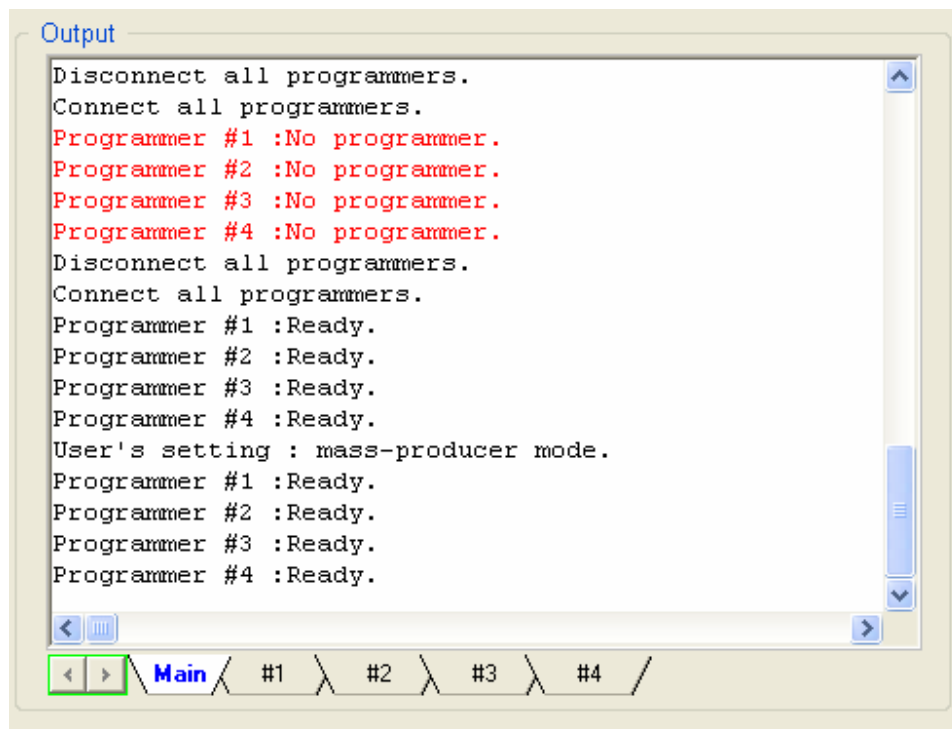 Output
Disconnect all programmers.
Connect all programmers.
Programmer #1 :No programmer.
Programmer #2 :No programmer.
Programmer #3 :No programmer.
Programmer #4 :No programmer.
Disconnect all programmers.
Connect all programmers.
Programmer #1 :Ready.
Programmer #2 :Ready.
Programmer #3 :Ready.
Programmer #4 :Ready.
User's setting : mass-producer mode.
Programmer #1 :Ready.
Programmer #2 :Ready.
Programmer #3 :Ready.
Programmer #4 :Ready.
Main #1 #2 #3 #4